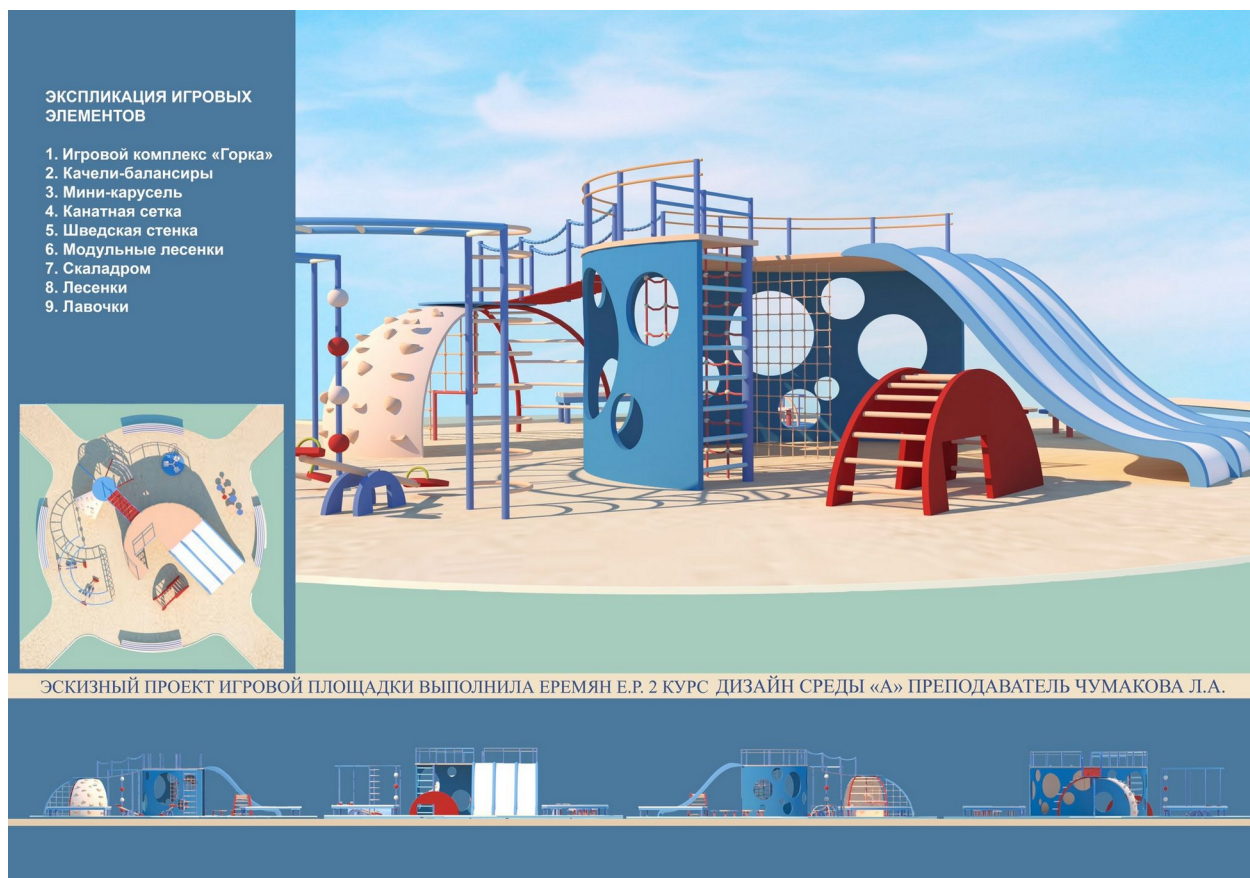 ЭКСПЛИКАЦИЯ ИГРОВЫХ
ЭЛЕМЕНТОВ
1. Игровой комплекс «Горка»
2. Качели-балансиры
3. Мини-карусель
4. Канатная сетка
5. Шведская стенка
6. Модульные лесенки
7. Скаладром
8. Лесенки
9. Лавочки
ЭСКИЗНЫЙ ПРОЕКТ ИГРОВОЙ ПЛОЩАДКИ ВЫПОЛНИЛА ЕРЕМЯН Е.Р. 2 КУРС ДИЗАЙН СРЕДЫ «А» ПРЕПОДАВАТЕЛЬ ЧУМАКОВА Л.А.